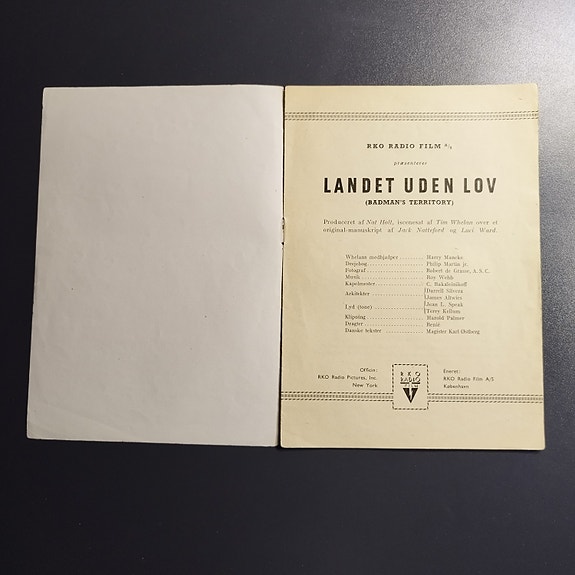 RKO RADIO FILM A/S
præsenterer
LANDET UDEN LOV
(BADMAN'S TERRITORY)
Produceret af Nat Holt, iscenesat af Tim Whelan over et
original-manuskript af Jack Natteford og Luci Ward.
Whelans medhjælper .......... Harry Mancke
Drejebog .......... Philip Martin jr.
Fotograf .......... Robert de Grasse, A.S.C.
Musik .......... Roy Webb
Kapelmester .......... C. Bakaleinikoff
Arkitekter .......... Darrell Silvera
James Altwies
Lyd (tone) .......... Jean L. Speak
Terry Kellum
Klipning .......... Harold Palmer
Dragter .......... Renié
Danske tekster .......... Magister Karl Østberg
Officin:
RKO Radio Pictures, Inc.
New York
RKO
RADIO
FILM
Eneret:
RKO Radio Film A/S
København